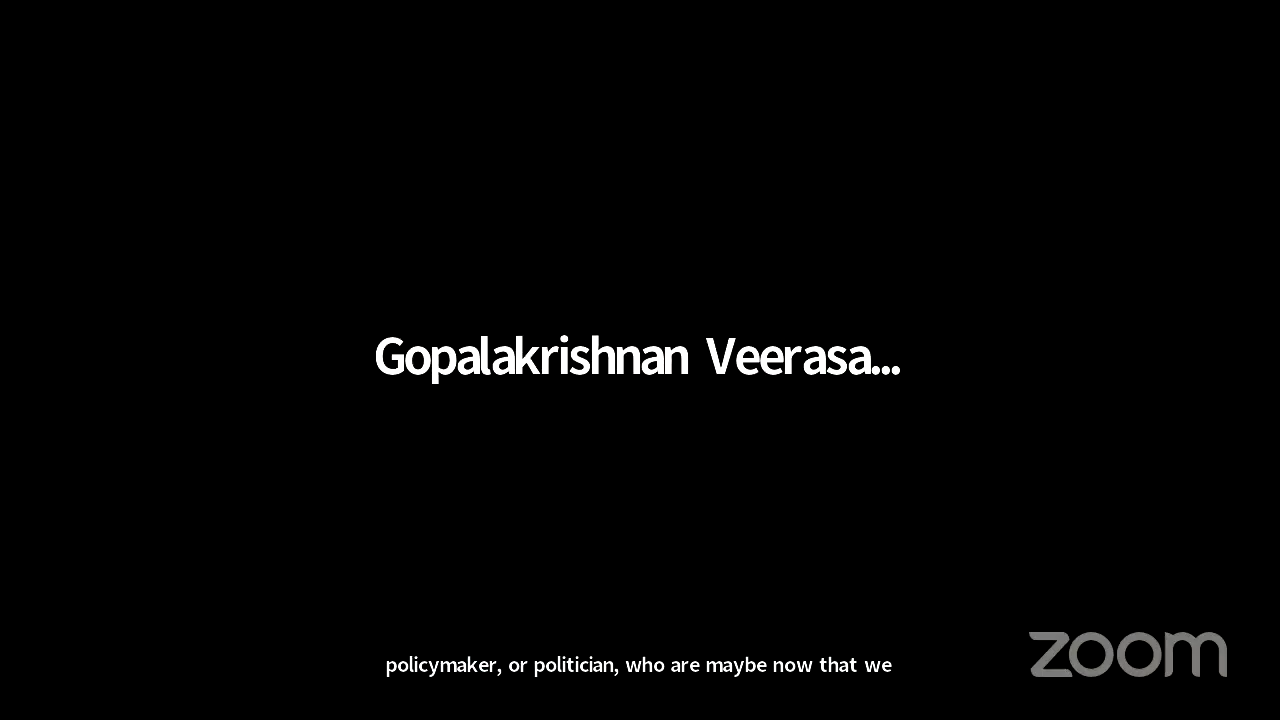 Gopalakrishnan Veerasa...
policymaker, or politician, who are maybe now that we
zoom